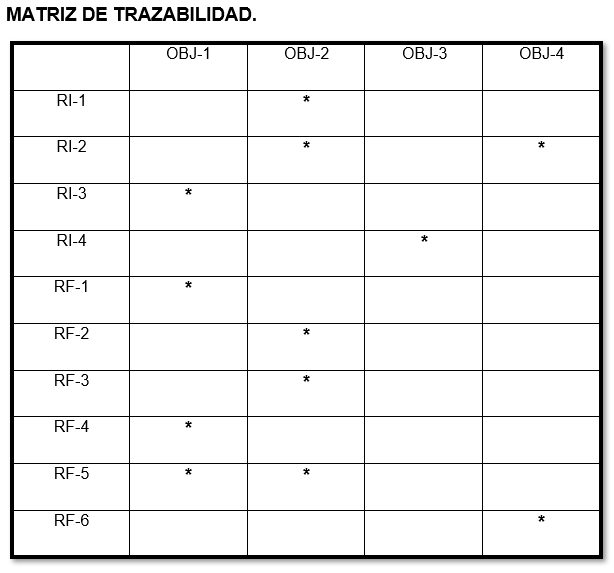 MATRIZ DE TRAZABILIDAD.
OBJ-1 OBJ-2 OBJ-3 OBJ-4
RI-1 *
RI-2 * *
RI-3 *
RI-4 *
RF-1 *
RF-2 *
RF-3 *
RF-4 *
RF-5 * *
RF-6 *